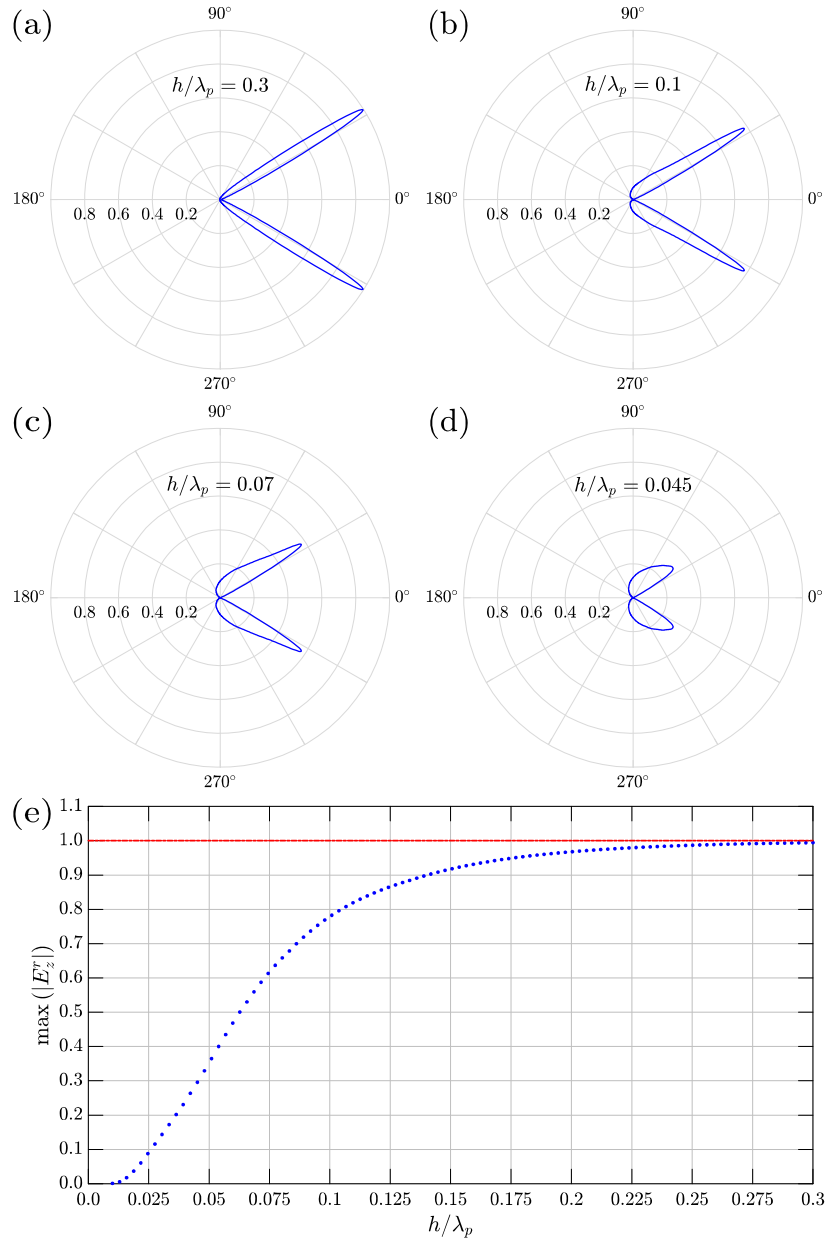 (a)
90°
h/λ_p = 0.3
180°
0.8 0.6 0.4 0.2
0°
270°
(b)
90°
h/λ_p = 0.1
180°
0.8 0.6 0.4 0.2
0°
270°
(c)
90°
h/λ_p = 0.07
180°
0.8 0.6 0.4 0.2
0°
270°
(d)
90°
h/λ_p = 0.045
180°
0.8 0.6 0.4 0.2
0°
270°
(e)
1.1
1.0
0.9
0.8
0.7
0.6
0.5
0.4
0.3
0.2
0.1
0.0
max (|E_z^r|)
0.0 0.025 0.05 0.075 0.1 0.125 0.15 0.175 0.2 0.225 0.25 0.275 0.3
h/λ_p